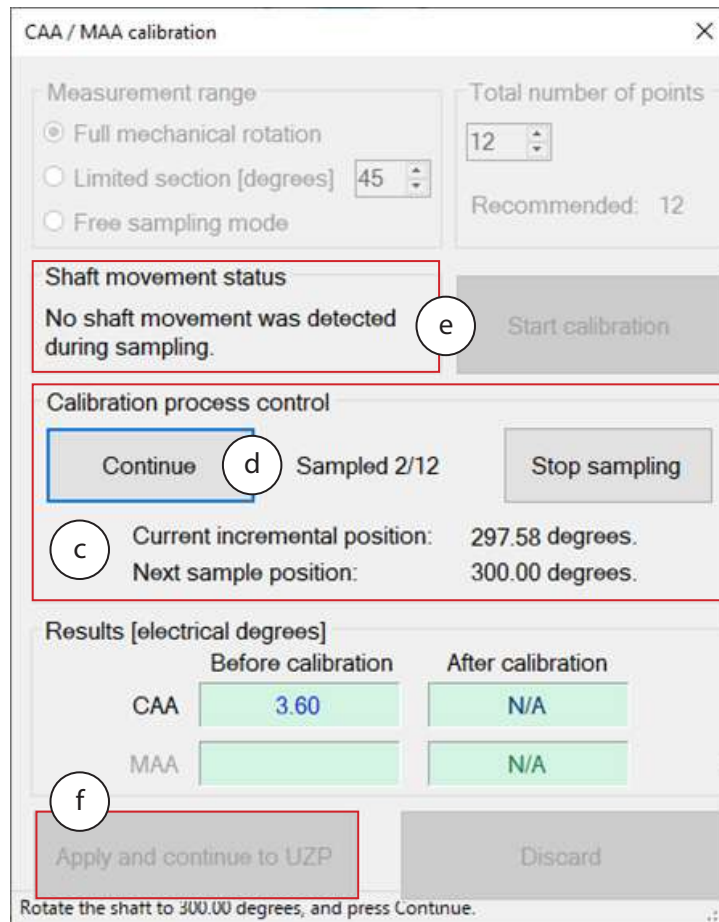 CAA / MAA calibration
Measurement range
Full mechanical rotation
Limited section [degrees] 45
Free sampling mode
Total number of points
12
Recommended: 12
Shaft movement status
No shaft movement was detected
during sampling.
e
Start calibration
Calibration process control
Continue d Sampled 2/12 Stop sampling
c
Current incremental position: 297.58 degrees.
Next sample position: 300.00 degrees.
Results [electrical degrees]
Before calibration After calibration
CAA 3.60 N/A
MAA N/A
f
Apply and continue to UZP Discard
Rotate the shaft to 300.00 degrees, and press Continue.